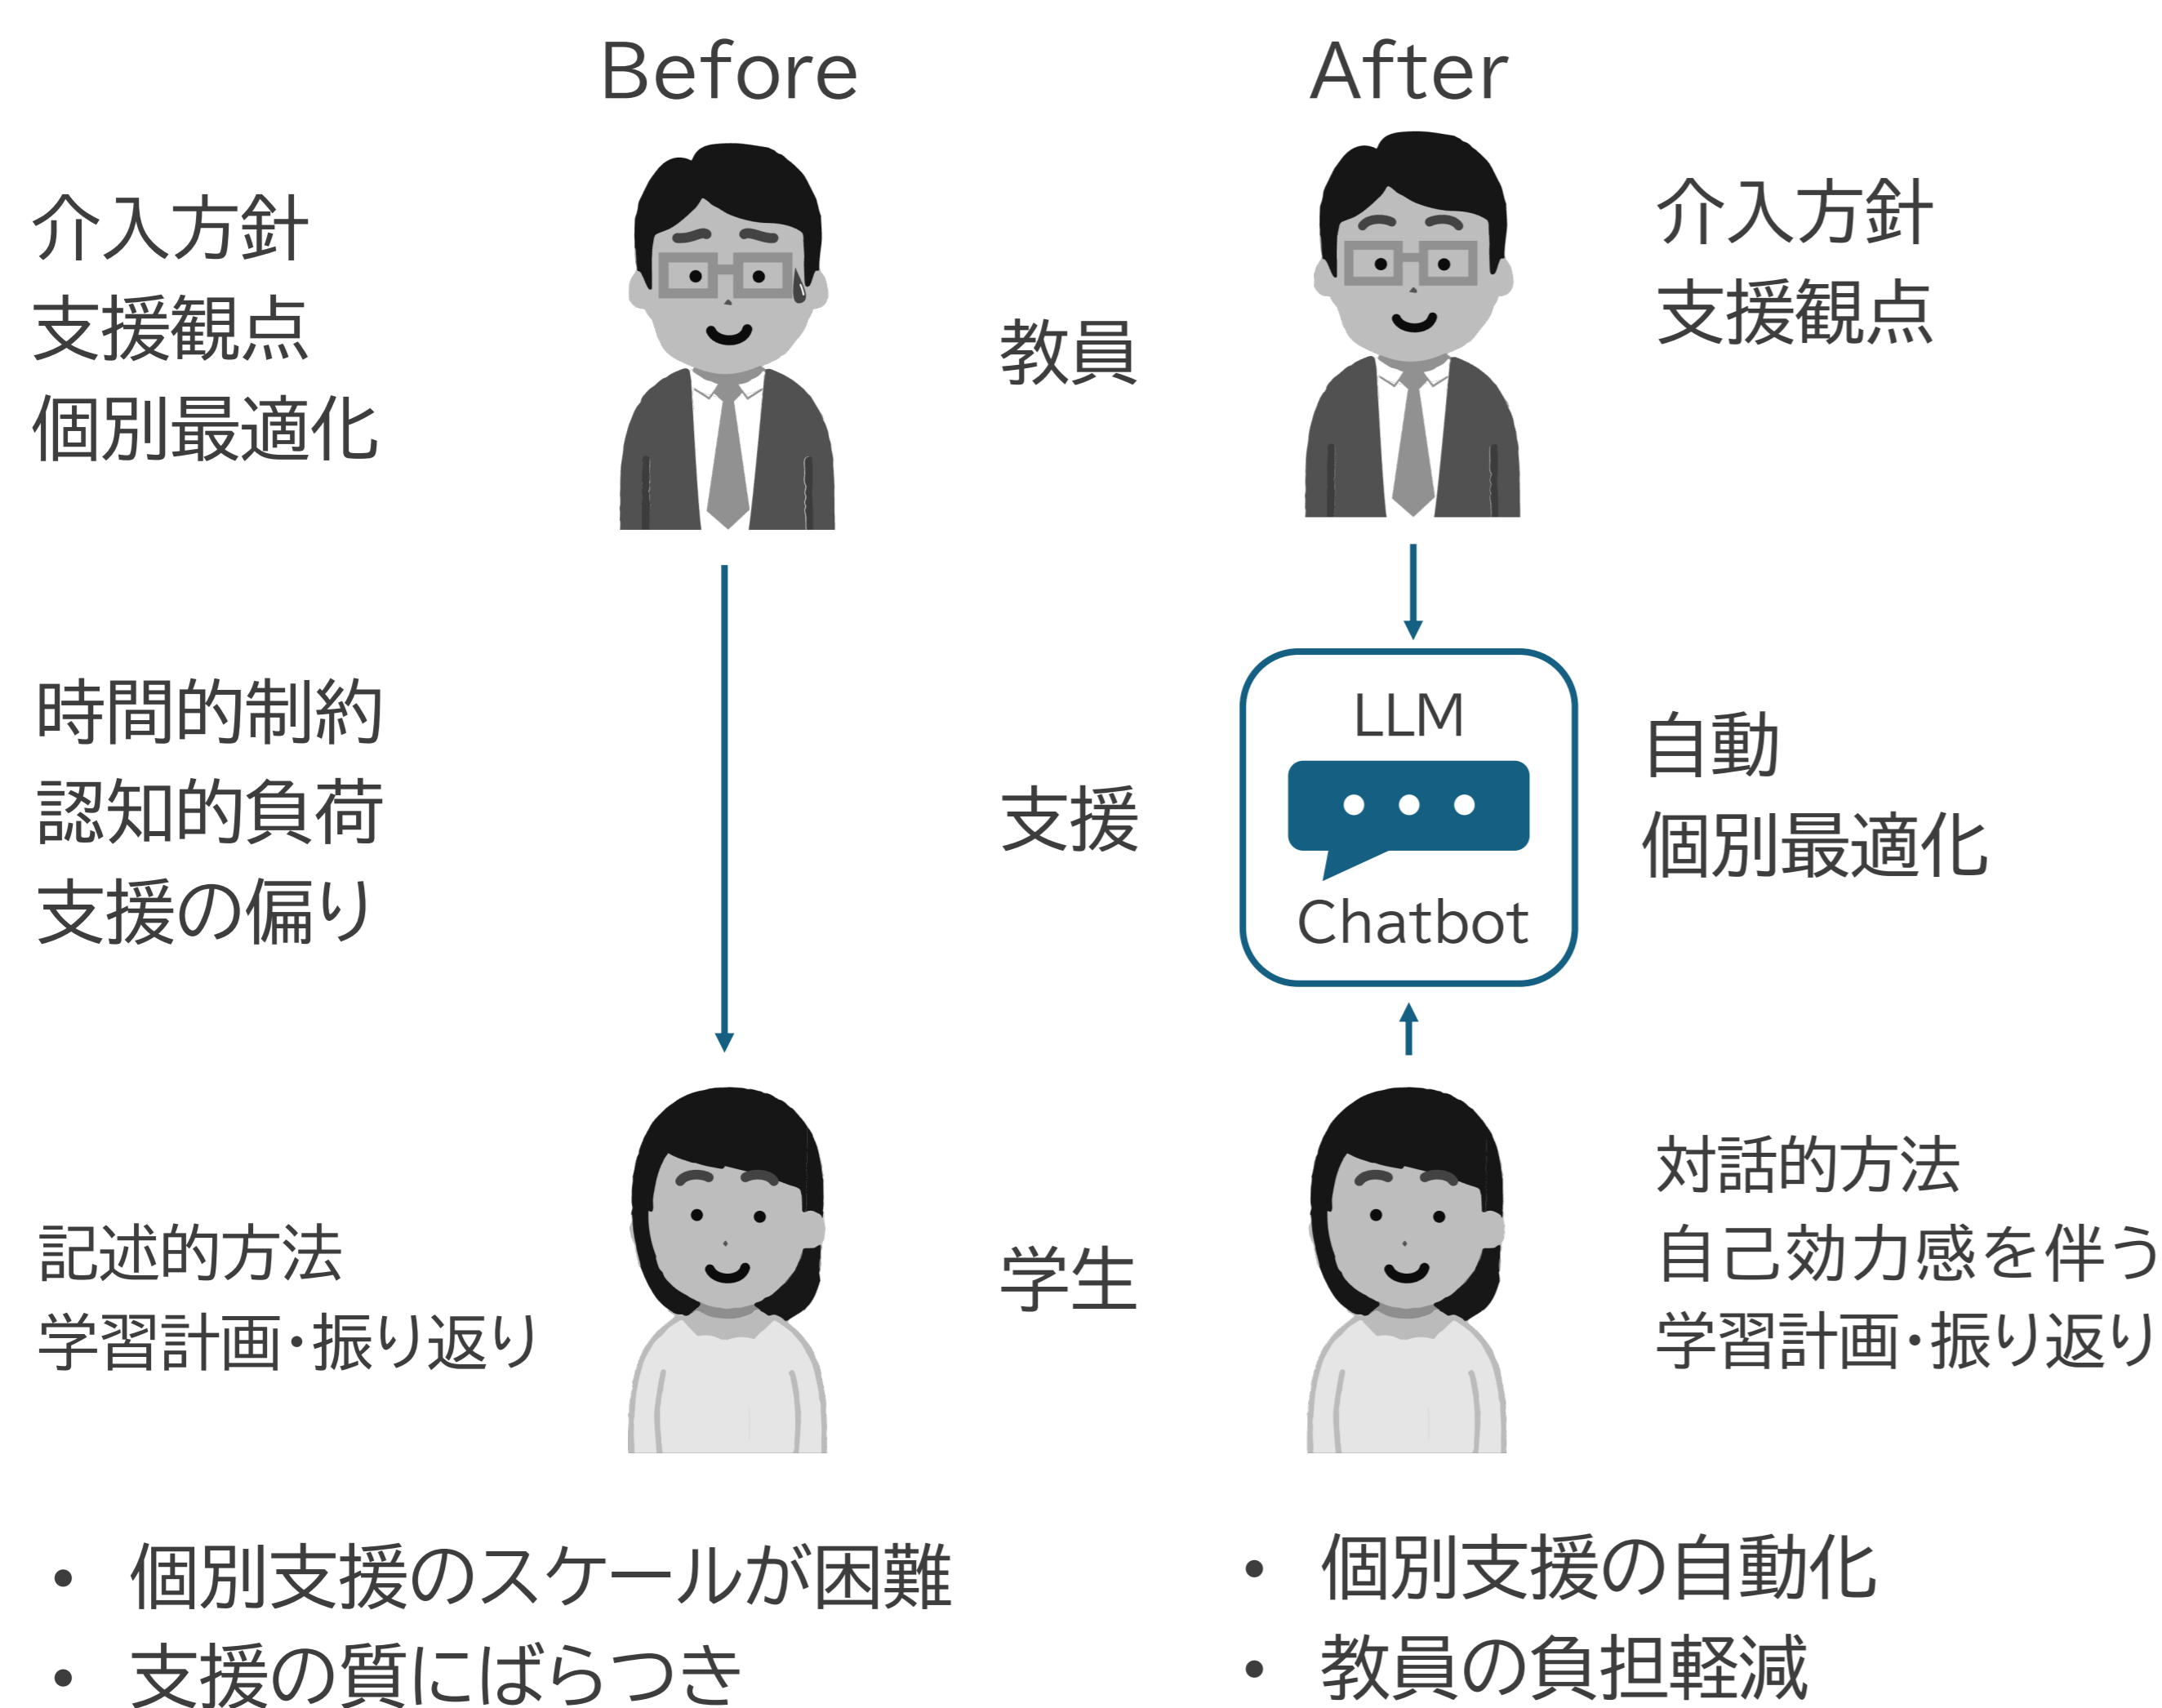 Before
After
介入方針
支援観点
個別最適化
教員
介入方針
支援観点
時間的制約
認知的負荷
支援の偏り
支援
LLM
Chatbot
自動
個別最適化
記述的方法
学習計画・振り返り
学生
対話的方法
自己効力感を伴う
学習計画・振り返り
• 個別支援のスケールが困難
• 支援の質にばらつき
• 個別支援の自動化
• 教員の負担軽減